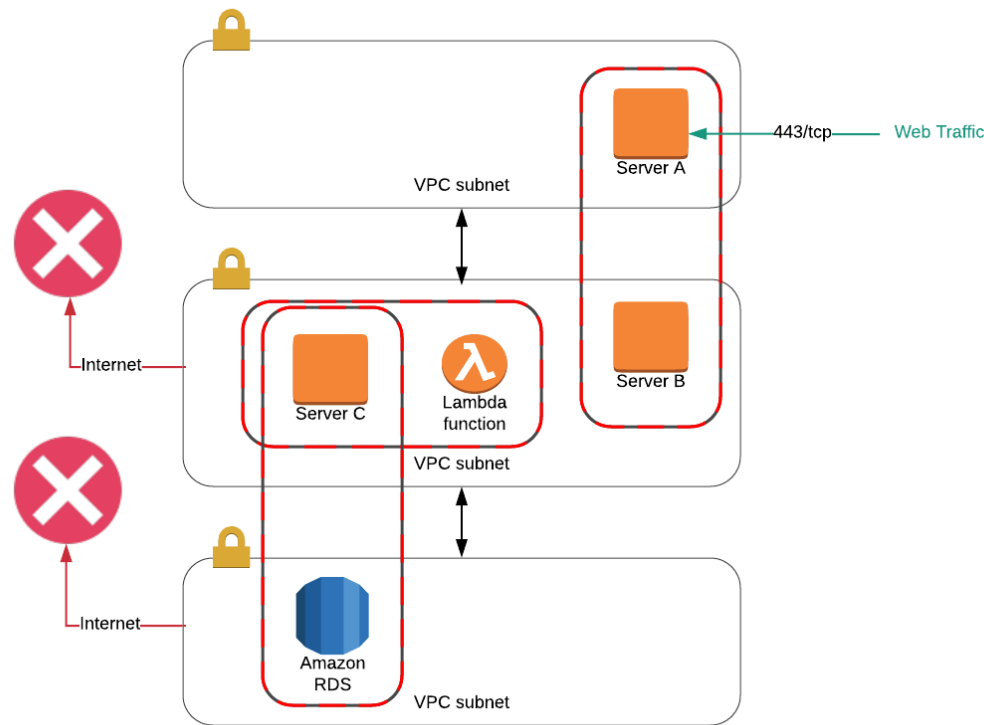 443/tcp
Web Traffic
Server A
VPC subnet
Internet
Server C
Lambda
function
Server B
VPC subnet
Internet
Amazon
RDS
VPC subnet